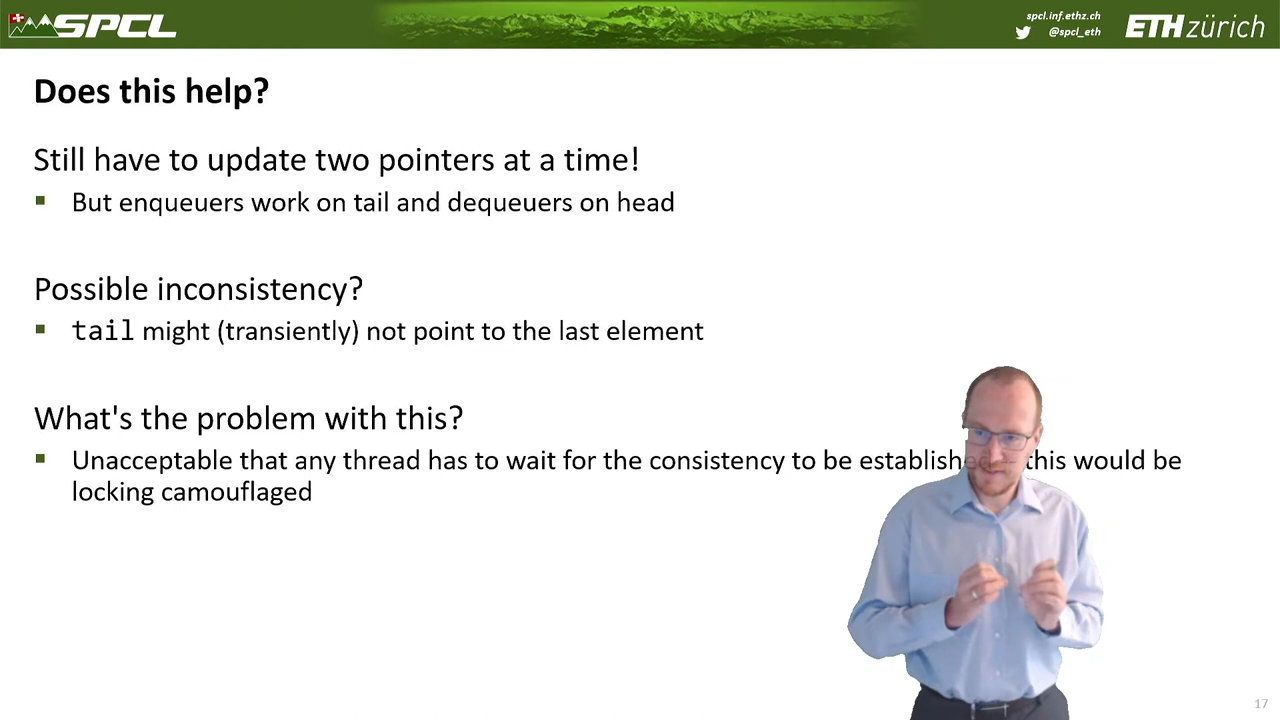 SPCL
spcl.inf.ethz.ch
@spcl_eth
ETH zürich
Does this help?
Still have to update two pointers at a time!
▪ But enqueuers work on tail and dequeuers on head
Possible inconsistency?
▪ tail might (transiently) not point to the last element
What's the problem with this?
▪ Unacceptable that any thread has to wait for the consistency to be established this would be
locking camouflaged
17